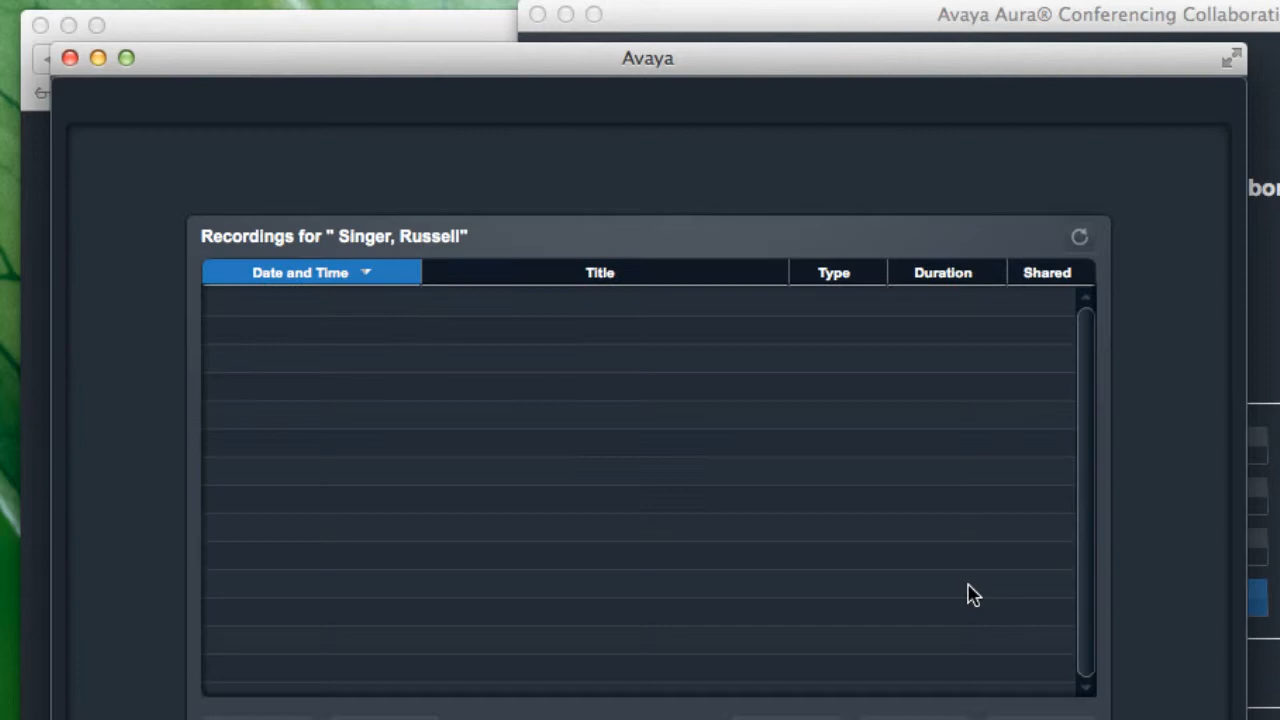 Avaya Aura® Conferencing Collaborati
Avaya
Recordings for " Singer, Russell"
Date and Time Title Type Duration Shared